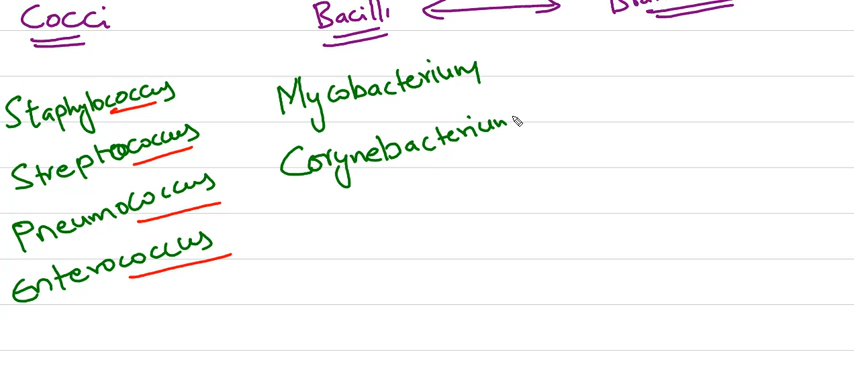 Cocci Bacilli
Staphylococcus Mycobacterium
Streptococcus Corynebacterium
Pneumococcus
Enterococcus